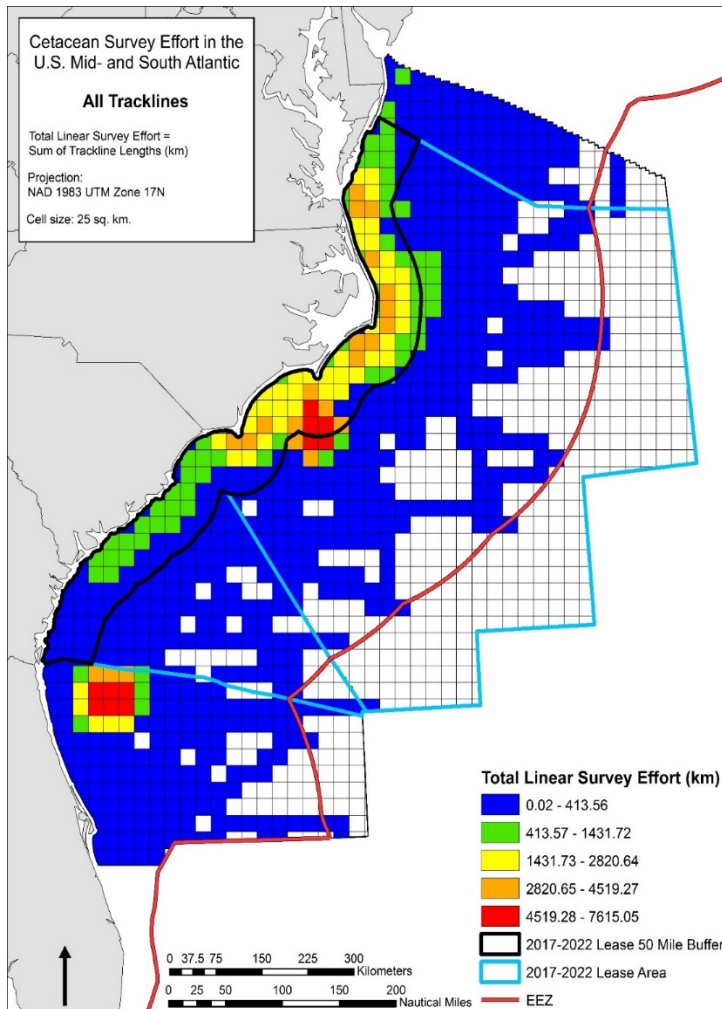 Cetacean Survey Effort in the
U.S. Mid- and South Atlantic
All Tracklines
Total Linear Survey Effort =
Sum of Trackline Lengths (km)
Projection:
NAD 1983 UTM Zone 17N
Cell size: 25 sq. km.
Total Linear Survey Effort (km)
0.02 - 413.56
413.57 - 1431.72
1431.73 - 2820.64
2820.65 - 4519.27
4519.28 - 7615.05
2017-2022 Lease 50 Mile Buffer
2017-2022 Lease Area
EEZ
0 37.5 75 150 225 300
Kilometers
0 25 50 100 150 200
Nautical Miles